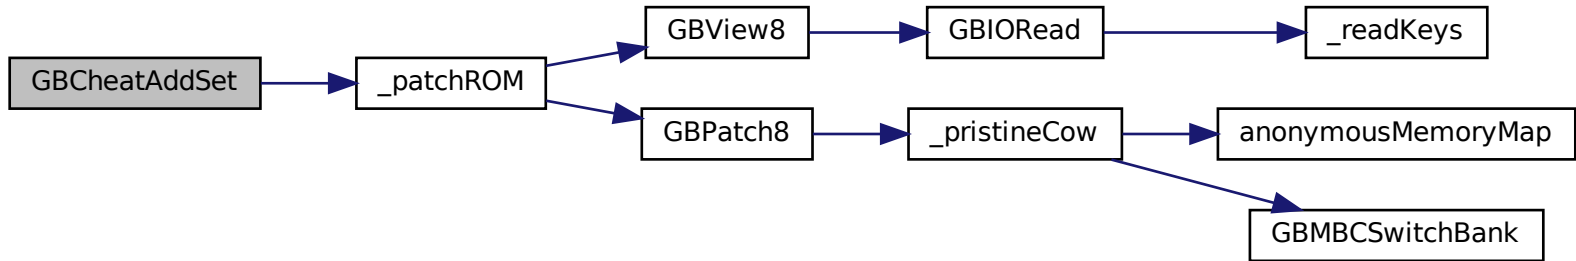 GBCheatAddSet
_patchROM
GBView8
GBIORead
_readKeys
GBPatch8
_pristineCow
anonymousMemoryMap
GBMBCSwitchBank